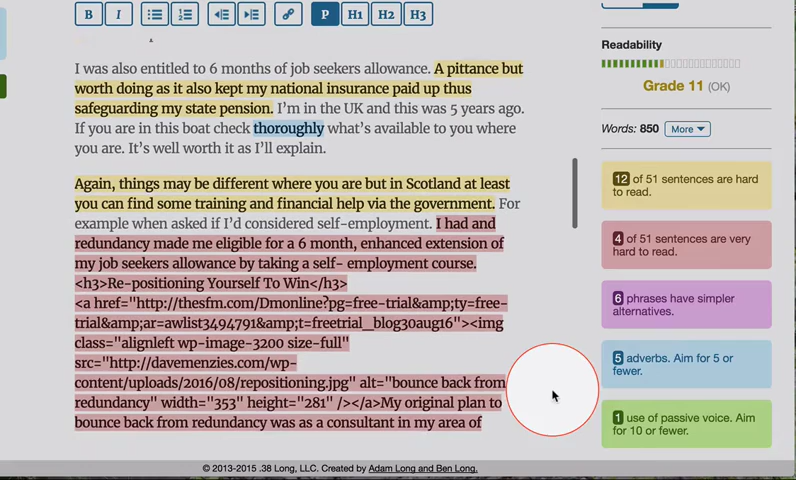 B I P H1 H2 H3
I was also entitled to 6 months of job seekers allowance. A pittance but
worth doing as it also kept my national insurance paid up thus
safeguarding my state pension. I'm in the UK and this was 5 years ago.
If you are in this boat check thoroughly what's available to you where
you are. It's well worth it as I'll explain.
Again, things may be different where you are but in Scotland at least
you can find some training and financial help via the government. For
example when asked if I'd considered self-employment. I had and
redundancy made me eligible for a 6 month, enhanced extension of
my job seekers allowance by taking a self- employment course.
<h3>Re-positioning Yourself To Win</h3>
<a href="http://thesfm.com/Dmonline?pg=free-trial&amp;ty=free-
trial&amp;ar=awlist3494791&amp;t=freetrial_blog30aug16"><img
class="alignleft wp-image-3200 size-full"
src="http://davemenzies.com/wp-
content/uploads/2016/08/repositioning.jpg" alt="bounce back from
redundancy" width="353" height="281" /></a>My original plan to
bounce back from redundancy was as a consultant in my area of
Readability
Grade 11 (OK)
Words: 850 More
12 of 51 sentences are hard
to read.
4 of 51 sentences are very
hard to read.
6 phrases have simpler
alternatives.
5 adverbs. Aim for 5 or
fewer.
1 use of passive voice. Aim
for 10 or fewer.
© 2013-2015 .38 Long, LLC. Created by Adam Long and Ben Long.